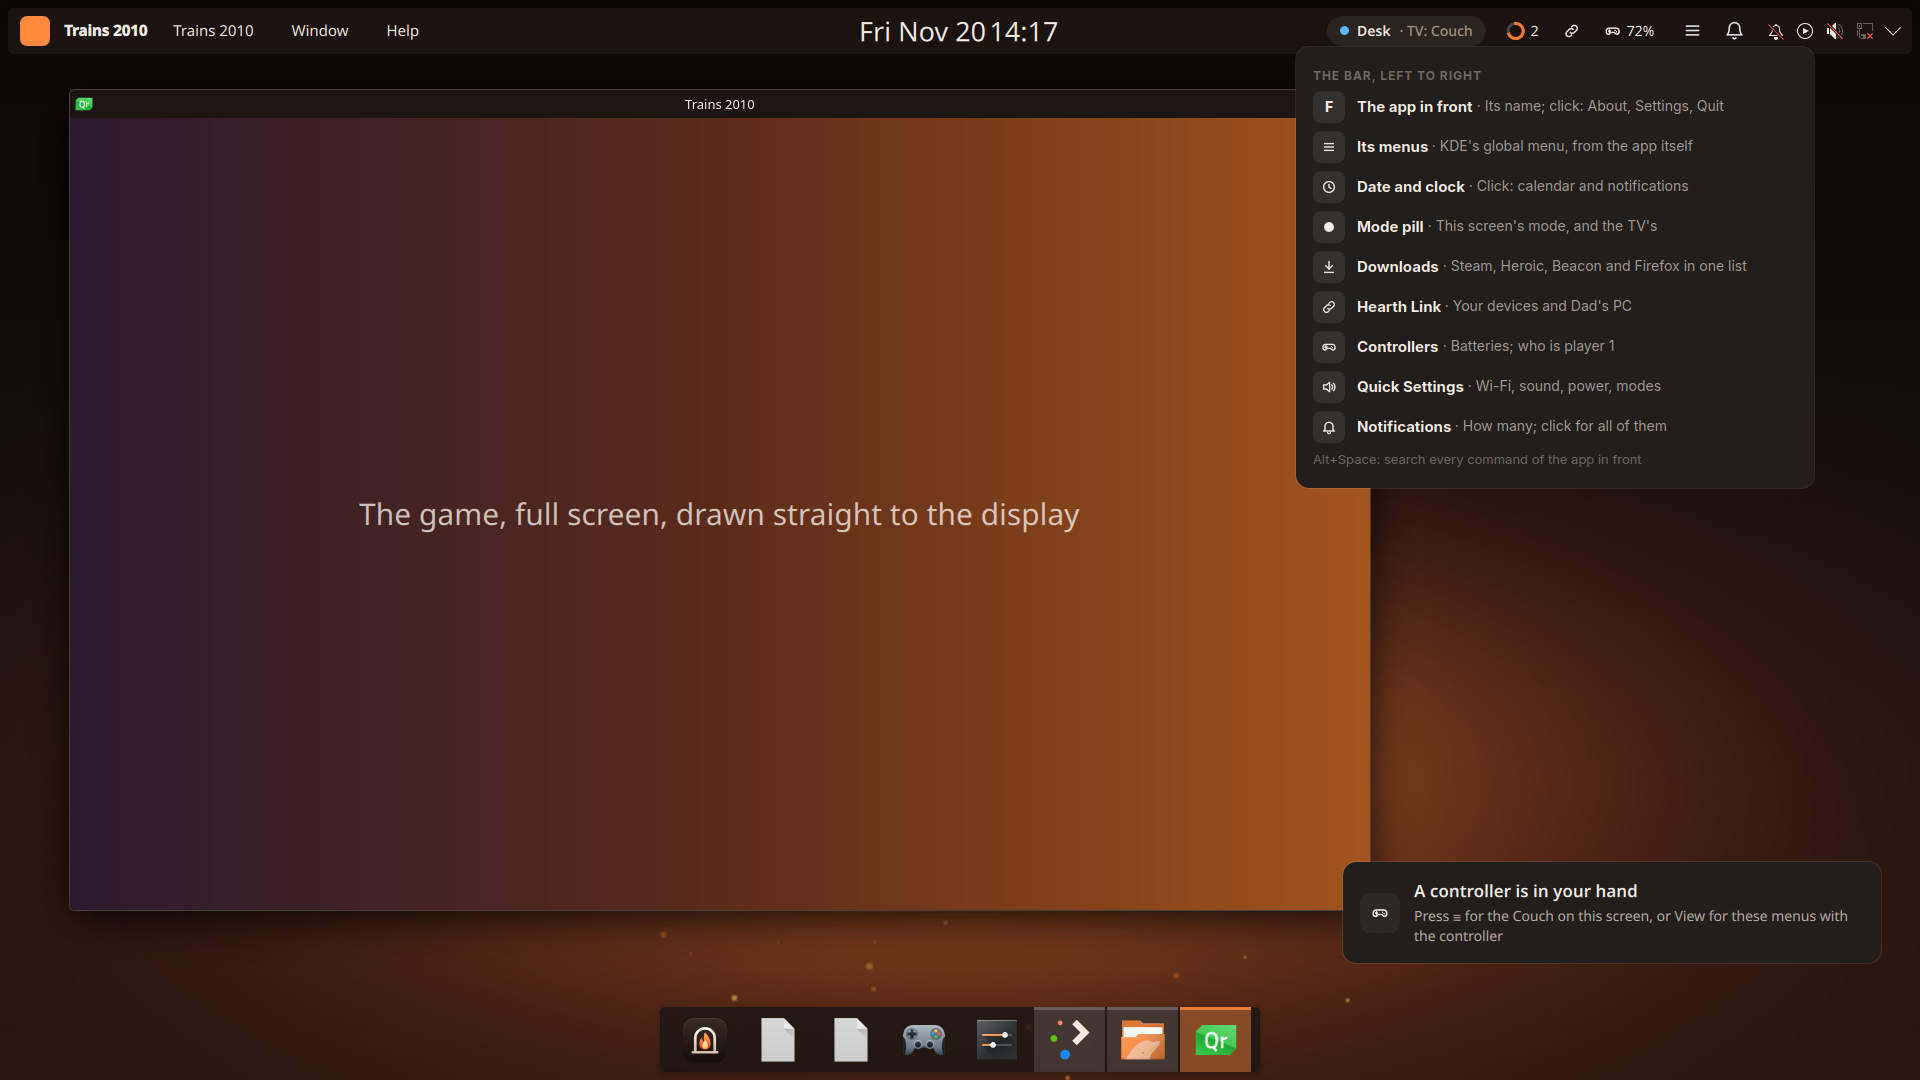 Trains 2010 Trains 2010 Window Help Fri Nov 20 14:17 Desk · TV: Couch 2 72%
Qr Trains 2010
THE BAR, LEFT TO RIGHT
F The app in front · Its name; click: About, Settings, Quit
Its menus · KDE's global menu, from the app itself
Date and clock · Click: calendar and notifications
Mode pill · This screen's mode, and the TV's
Downloads · Steam, Heroic, Beacon and Firefox in one list
Hearth Link · Your devices and Dad's PC
Controllers · Batteries; who is player 1
Quick Settings · Wi-Fi, sound, power, modes
Notifications · How many; click for all of them
Alt+Space: search every command of the app in front
The game, full screen, drawn straight to the display
A controller is in your hand
Press ≡ for the Couch on this screen, or View for these menus with
the controller
Qr